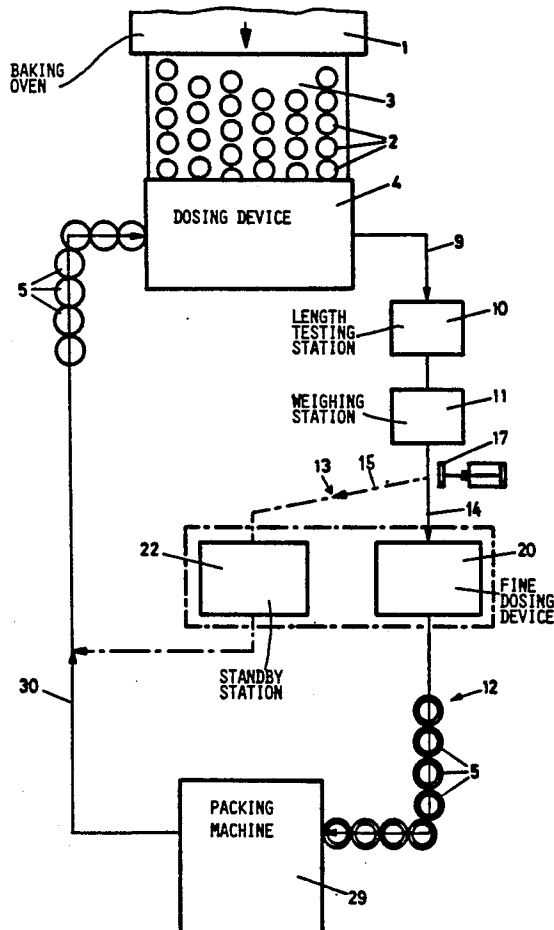 1
BAKING
OVEN
3
2
4
DOSING DEVICE
9
5
LENGTH
TESTING
STATION
10
WEIGHING
STATION
11
17
13
15
14
22
20
FINE
DOSING
DEVICE
STANDBY
STATION
30
12
5
PACKING
MACHINE
29